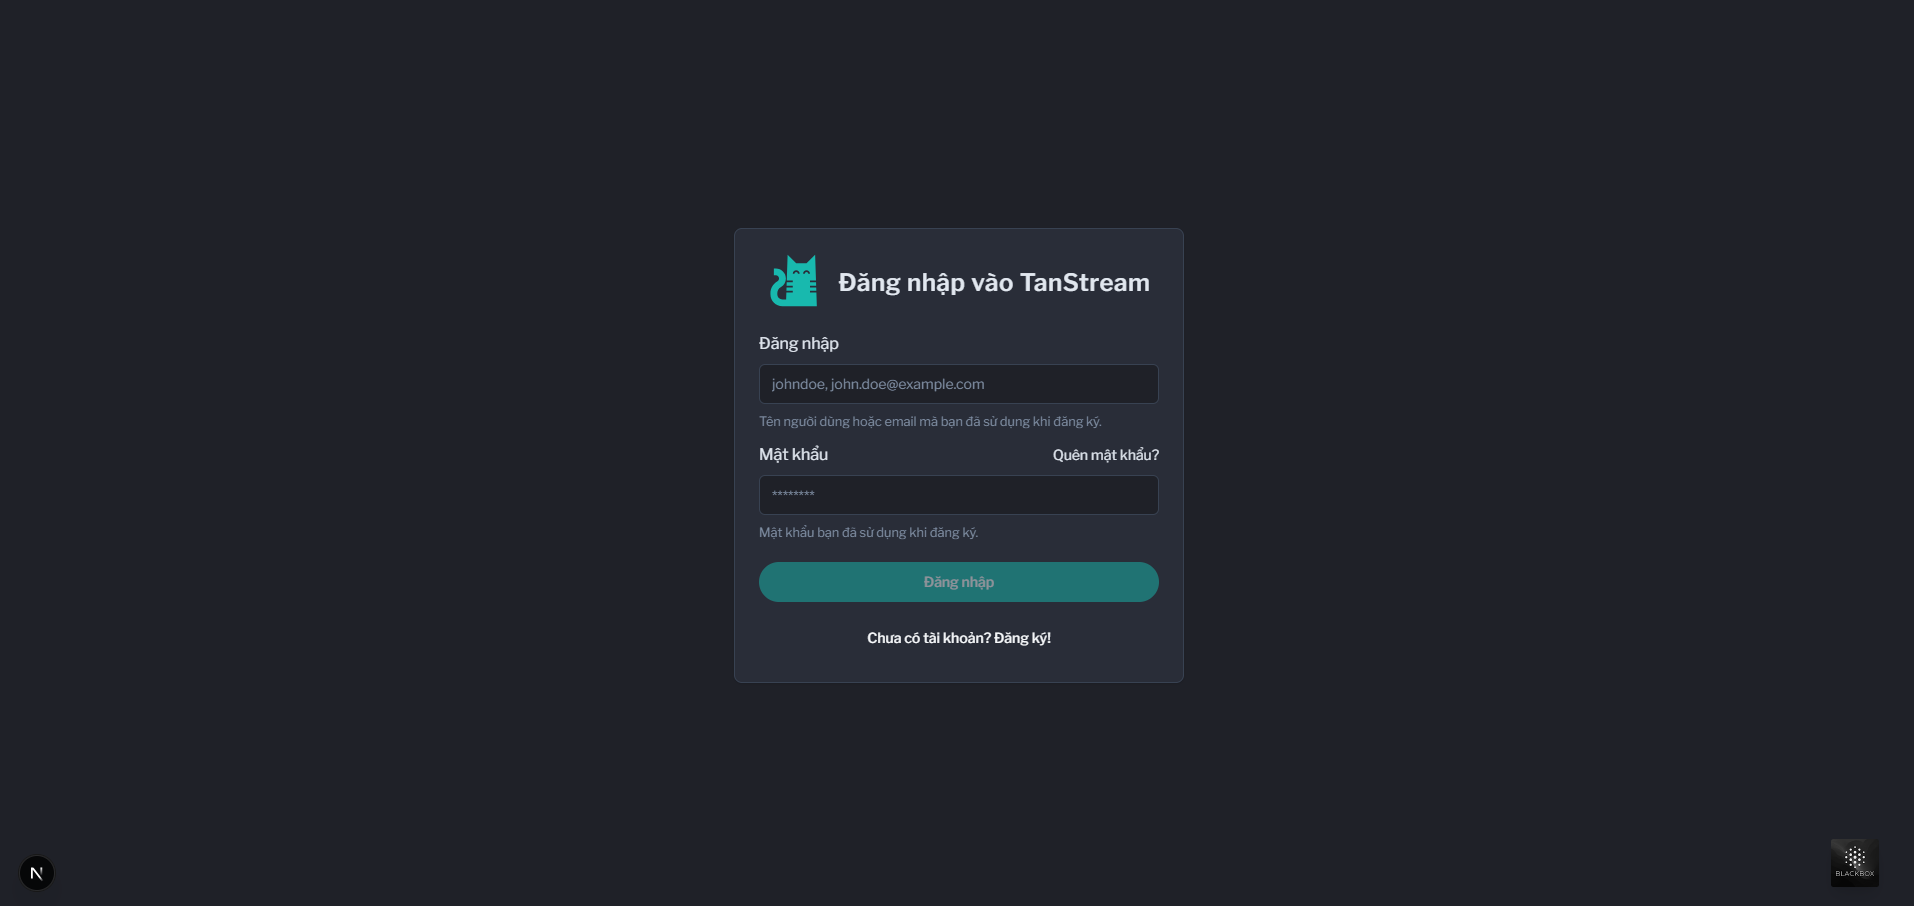 Đăng nhập vào TanStream
Đăng nhập
johndoe, john.doe@example.com
Tên người dùng hoặc email mà bạn đã sử dụng khi đăng ký.
Mật khẩu
Quên mật khẩu?
********
Mật khẩu bạn đã sử dụng khi đăng ký.
Đăng nhập
Chưa có tài khoản? Đăng ký!
N
BLACKBOX